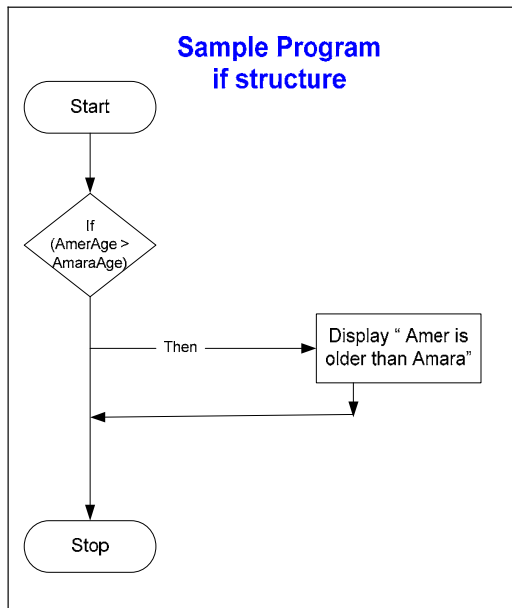 Sample Program
if structure
Start
If
(AmerAge >
AmaraAge)
Then
Display “ Amer is
older than Amara”
Stop